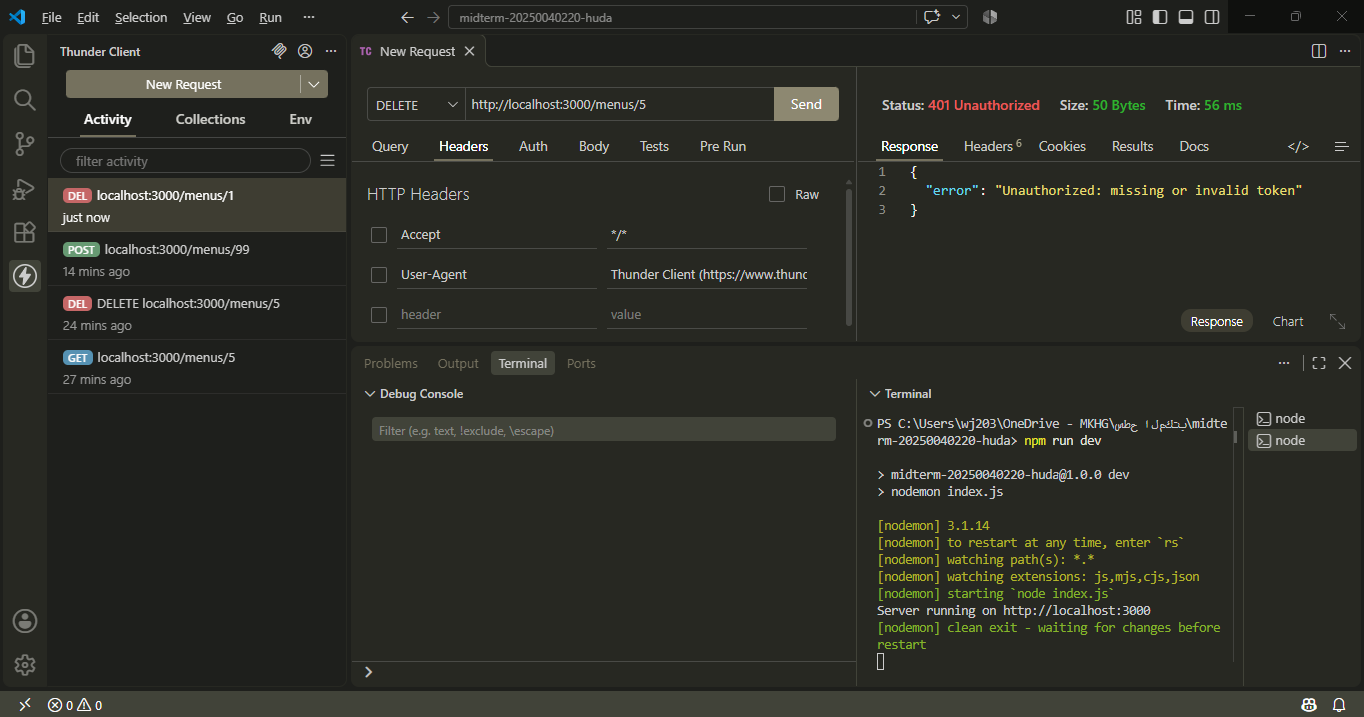 File Edit Selection View Go Run ···
midterm-20250040220-huda
Thunder Client
New Request
Activity Collections Env
filter activity
DEL localhost:3000/menus/1
just now
POST localhost:3000/menus/99
14 mins ago
DEL DELETE localhost:3000/menus/5
24 mins ago
GET localhost:3000/menus/5
27 mins ago
TC New Request
DELETE http://localhost:3000/menus/5 Send
Query Headers Auth Body Tests Pre Run
HTTP Headers Raw
Accept */*
User-Agent Thunder Client (https://www.thunc
header value
Status: 401 Unauthorized Size: 50 Bytes Time: 56 ms
Response Headers 6 Cookies Results Docs </>
1 {
2 "error": "Unauthorized: missing or invalid token"
3 }
Response Chart
Problems Output Terminal Ports
Debug Console
Filter (e.g. text, !exclude, \escape)
Terminal
PS C:\Users\wj203\OneDrive - MKHG\سطح المكتب\midte
rm-20250040220-huda> npm run dev
> midterm-20250040220-huda@1.0.0 dev
> nodemon index.js
[nodemon] 3.1.14
[nodemon] to restart at any time, enter `rs`
[nodemon] watching path(s): *.*
[nodemon] watching extensions: js,mjs,cjs,json
[nodemon] starting `node index.js`
Server running on http://localhost:3000
[nodemon] clean exit - waiting for changes before
restart
node
node
0 0